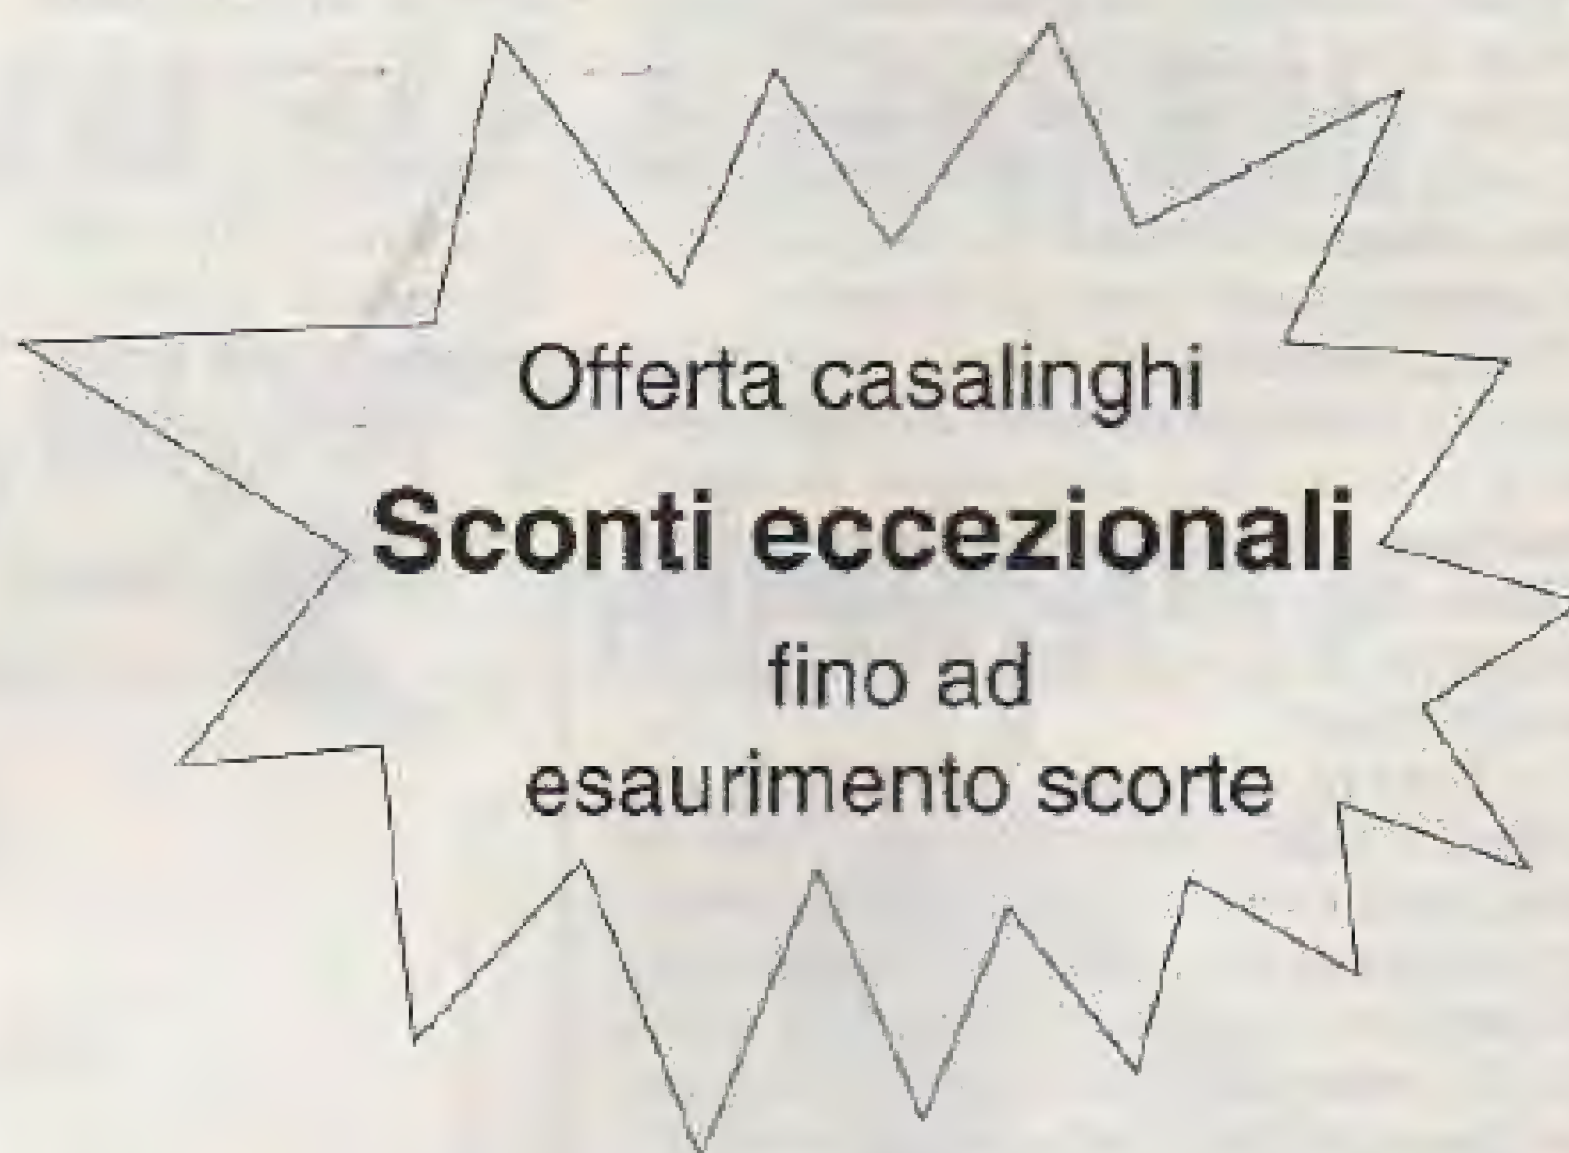 Offerta casalinghi
Sconti eccezionali
fino ad
esaurimento scorte